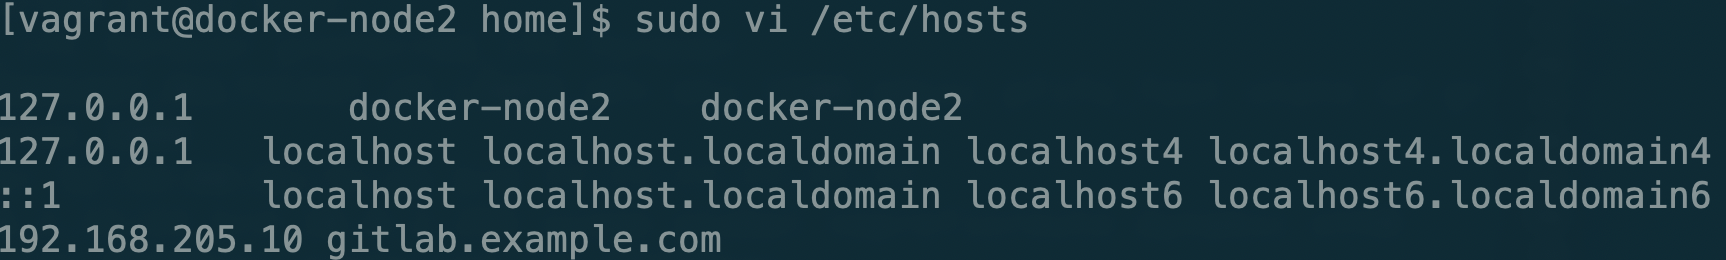 [vagrant@docker-node2 home]$ sudo vi /etc/hosts
127.0.0.1 docker-node2 docker-node2
127.0.0.1 localhost localhost.localdomain localhost4 localhost4.localdomain4
::1 localhost localhost.localdomain localhost6 localhost6.localdomain6
192.168.205.10 gitlab.example.com